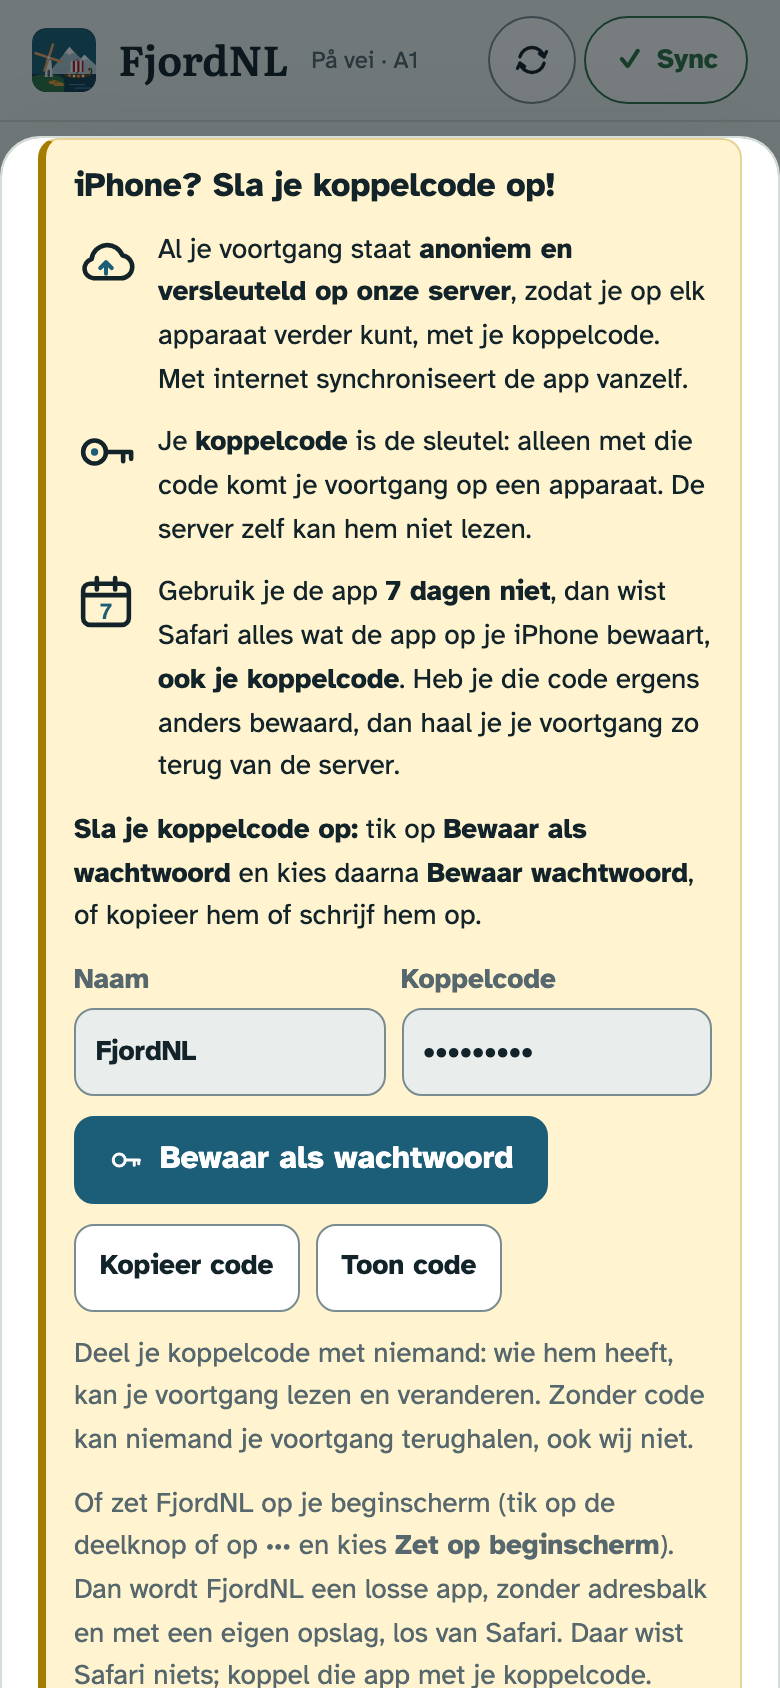 FjordNL På vei · A1 Sync
iPhone? Sla je koppelcode op!
Al je voortgang staat anoniem en
versleuteld op onze server, zodat je op elk
apparaat verder kunt, met je koppelcode.
Met internet synchroniseert de app vanzelf.
Je koppelcode is de sleutel: alleen met die
code komt je voortgang op een apparaat. De
server zelf kan hem niet lezen.
7
Gebruik je de app 7 dagen niet, dan wist
Safari alles wat de app op je iPhone bewaart,
ook je koppelcode. Heb je die code ergens
anders bewaard, dan haal je je voortgang zo
terug van de server.
Sla je koppelcode op: tik op Bewaar als
wachtwoord en kies daarna Bewaar wachtwoord,
of kopieer hem of schrijf hem op.
Naam Koppelcode
FjordNL •••••••••
Bewaar als wachtwoord
Kopieer code Toon code
Deel je koppelcode met niemand: wie hem heeft,
kan je voortgang lezen en veranderen. Zonder code
kan niemand je voortgang terughalen, ook wij niet.
Of zet FjordNL op je beginscherm (tik op de
deelknop of op ••• en kies Zet op beginscherm).
Dan wordt FjordNL een losse app, zonder adresbalk
en met een eigen opslag, los van Safari. Daar wist
Safari niets; koppel die app met je koppelcode.